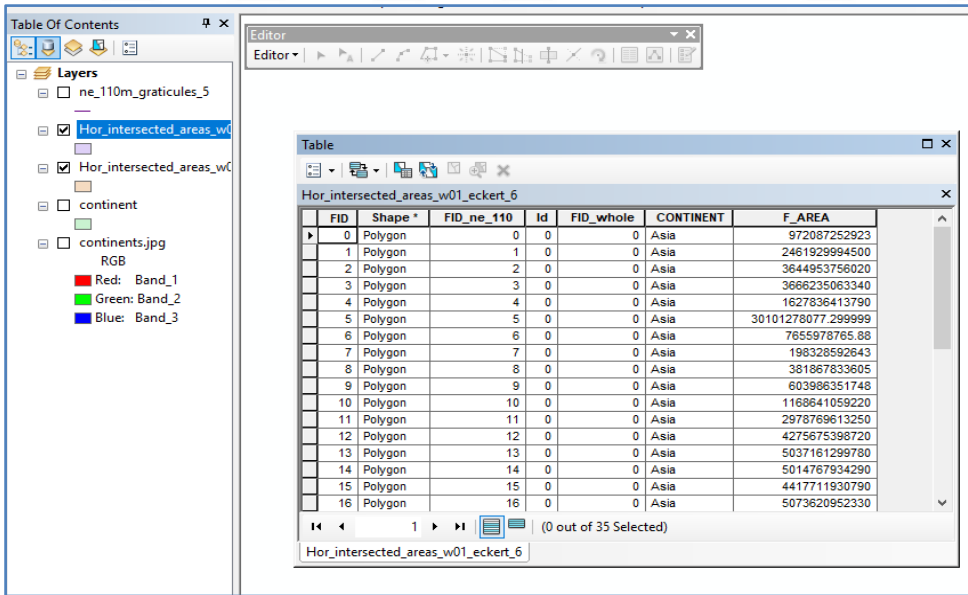 Table Of Contents
Layers
ne_110m_graticules_5
Hor_intersected_areas_w0
Hor_intersected_areas_w0
continent
continents.jpg
RGB
Red: Band_1
Green: Band_2
Blue: Band_3
Editor
Editor
Table
Hor_intersected_areas_w01_eckert_6
FID Shape * FID_ne_110 Id FID_whole CONTINENT F_AREA
0 Polygon 0 0 0 Asia 972087252923
1 Polygon 1 0 0 Asia 2461929994500
2 Polygon 2 0 0 Asia 3644953756020
3 Polygon 3 0 0 Asia 3666235063340
4 Polygon 4 0 0 Asia 1627836413790
5 Polygon 5 0 0 Asia 30101278077.299999
6 Polygon 6 0 0 Asia 7655978765.88
7 Polygon 7 0 0 Asia 198328592643
8 Polygon 8 0 0 Asia 381867833605
9 Polygon 9 0 0 Asia 603986351748
10 Polygon 10 0 0 Asia 1168641059220
11 Polygon 11 0 0 Asia 2978769613250
12 Polygon 12 0 0 Asia 4275675398720
13 Polygon 13 0 0 Asia 5037161299780
14 Polygon 14 0 0 Asia 5014767934290
15 Polygon 15 0 0 Asia 4417711930790
16 Polygon 16 0 0 Asia 5073620952330
1 (0 out of 35 Selected)
Hor_intersected_areas_w01_eckert_6